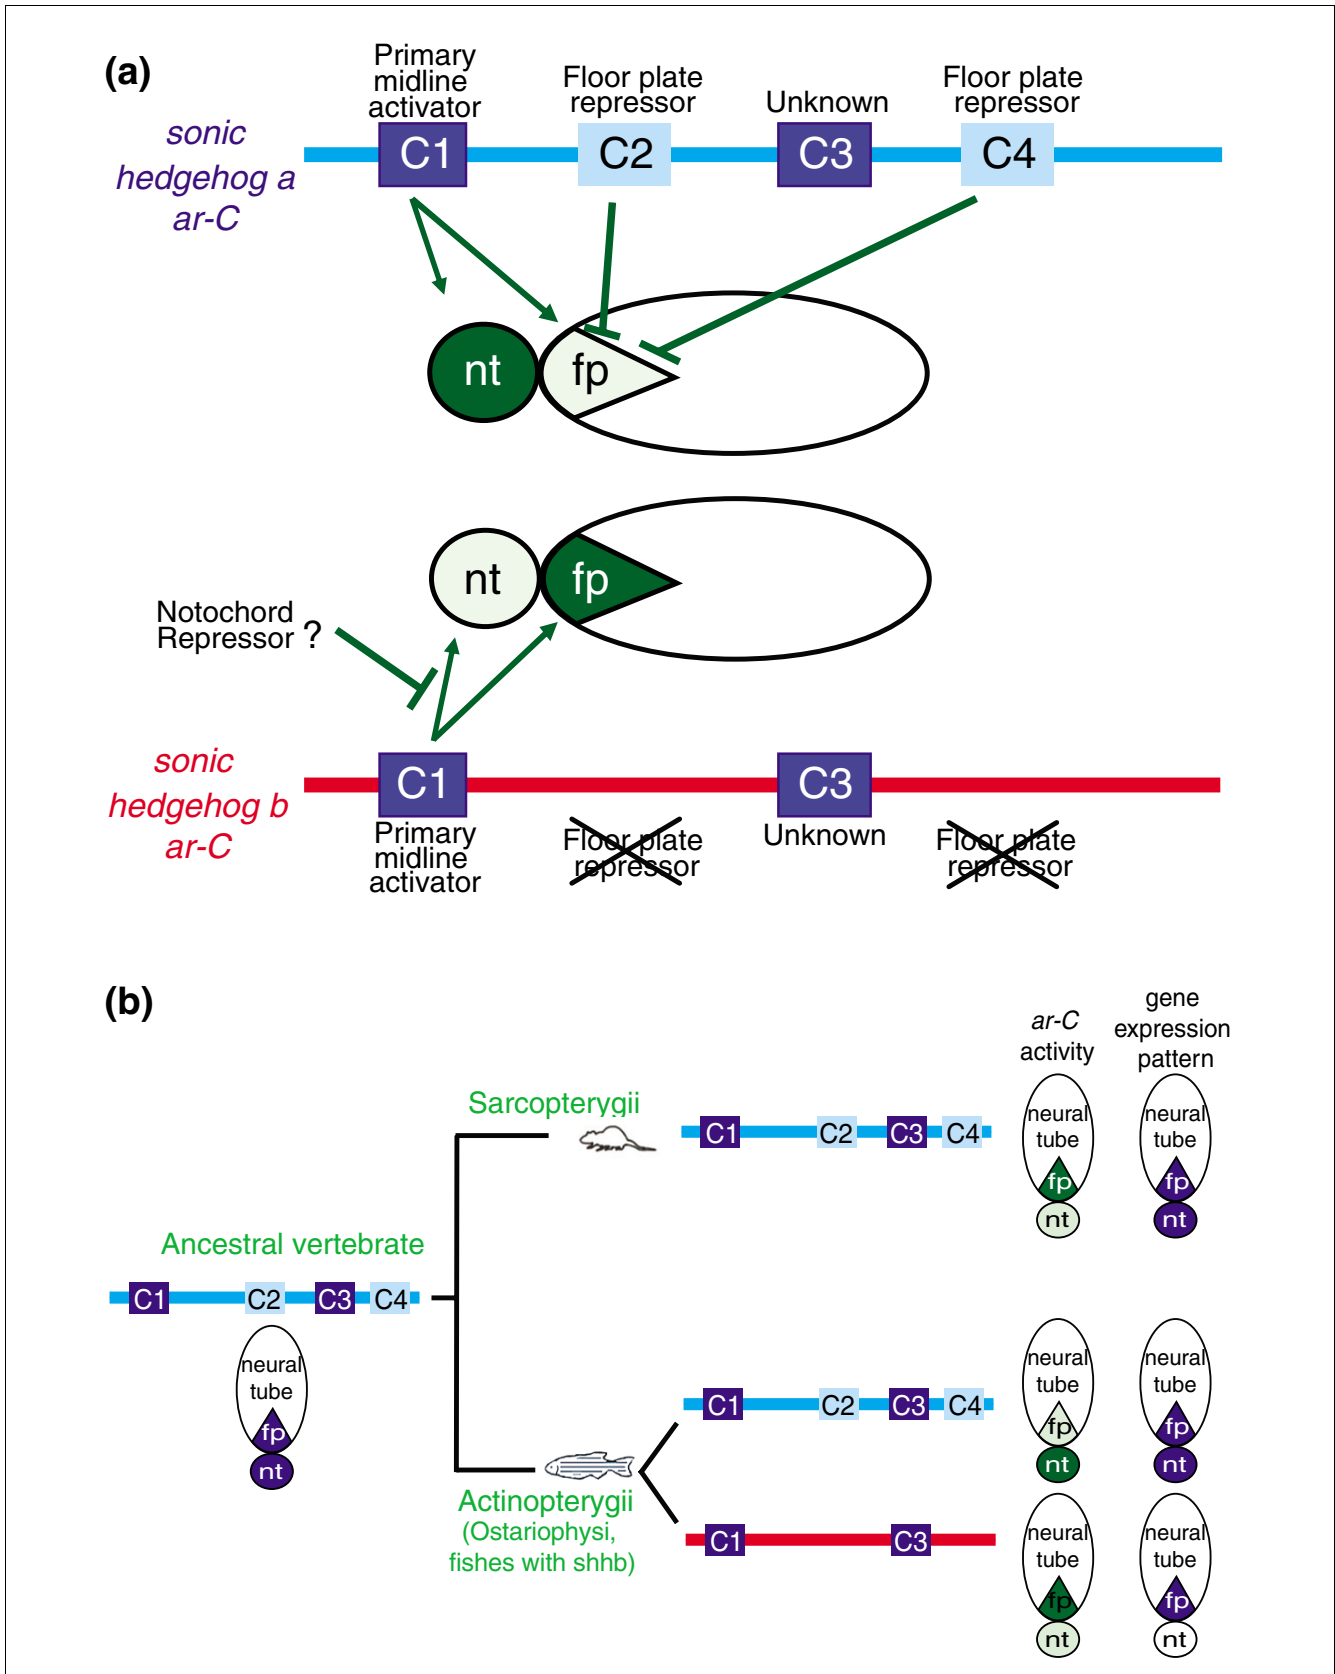 (a)
Primary
midline
activator
Floor plate
repressor
Unknown
Floor plate
repressor
sonic
hedgehog a
ar-C
C1
C2
C3
C4
nt
fp
nt
fp
Notochord
Repressor ?
sonic
hedgehog b
ar-C
C1
C3
Primary
midline
activator
Floor plate
repressor
Unknown
Floor plate
repressor
(b)
ar-C
activity
gene
expression
pattern
Sarcopterygii
C1
C2
C3
C4
neural
tube
fp
nt
neural
tube
fp
nt
Ancestral vertebrate
C1
C2
C3
C4
neural
tube
fp
nt
C1
C2
C3
C4
neural
tube
fp
nt
neural
tube
fp
nt
Actinopterygii
(Ostariophysi,
fishes with shhb)
C1
C3
neural
tube
fp
nt
neural
tube
fp
nt